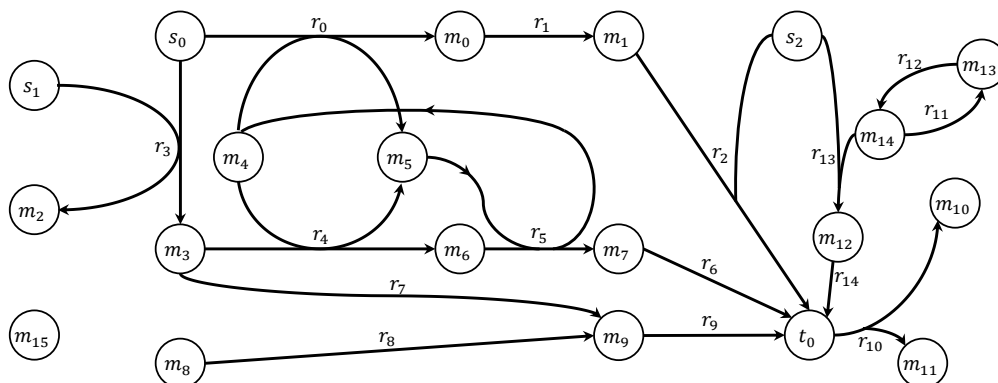 s₀ r₀ m₀ r₁ m₁ s₂
s₁ r₁₂ m₁₃
r₁₁
m₁₄
r₃ m₄ m₅ r₂ r₁₃
m₂ m₁₀
m₃ r₄ m₆ r₅ m₇ m₁₂
r₆ r₁₄
r₇
m₁₅ r₈ m₉ r₉ t₀ r₁₀
m₈ m₁₁